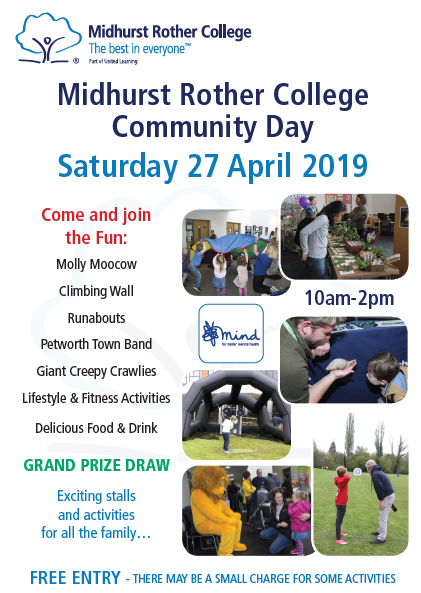 Midhurst Rother College
The best in everyone™
Part of United Learning
®
Midhurst Rother College
Community Day
Saturday 27 April 2019
Come and join
the Fun:
Molly Moocow
Climbing Wall
Runabouts
Petworth Town Band
Giant Creepy Crawlies
Lifestyle & Fitness Activities
Delicious Food & Drink
GRAND PRIZE DRAW
Exciting stalls
and activities
for all the family…
10am-2pm
mind
for better mental health
FREE ENTRY - THERE MAY BE A SMALL CHARGE FOR SOME ACTIVITIES